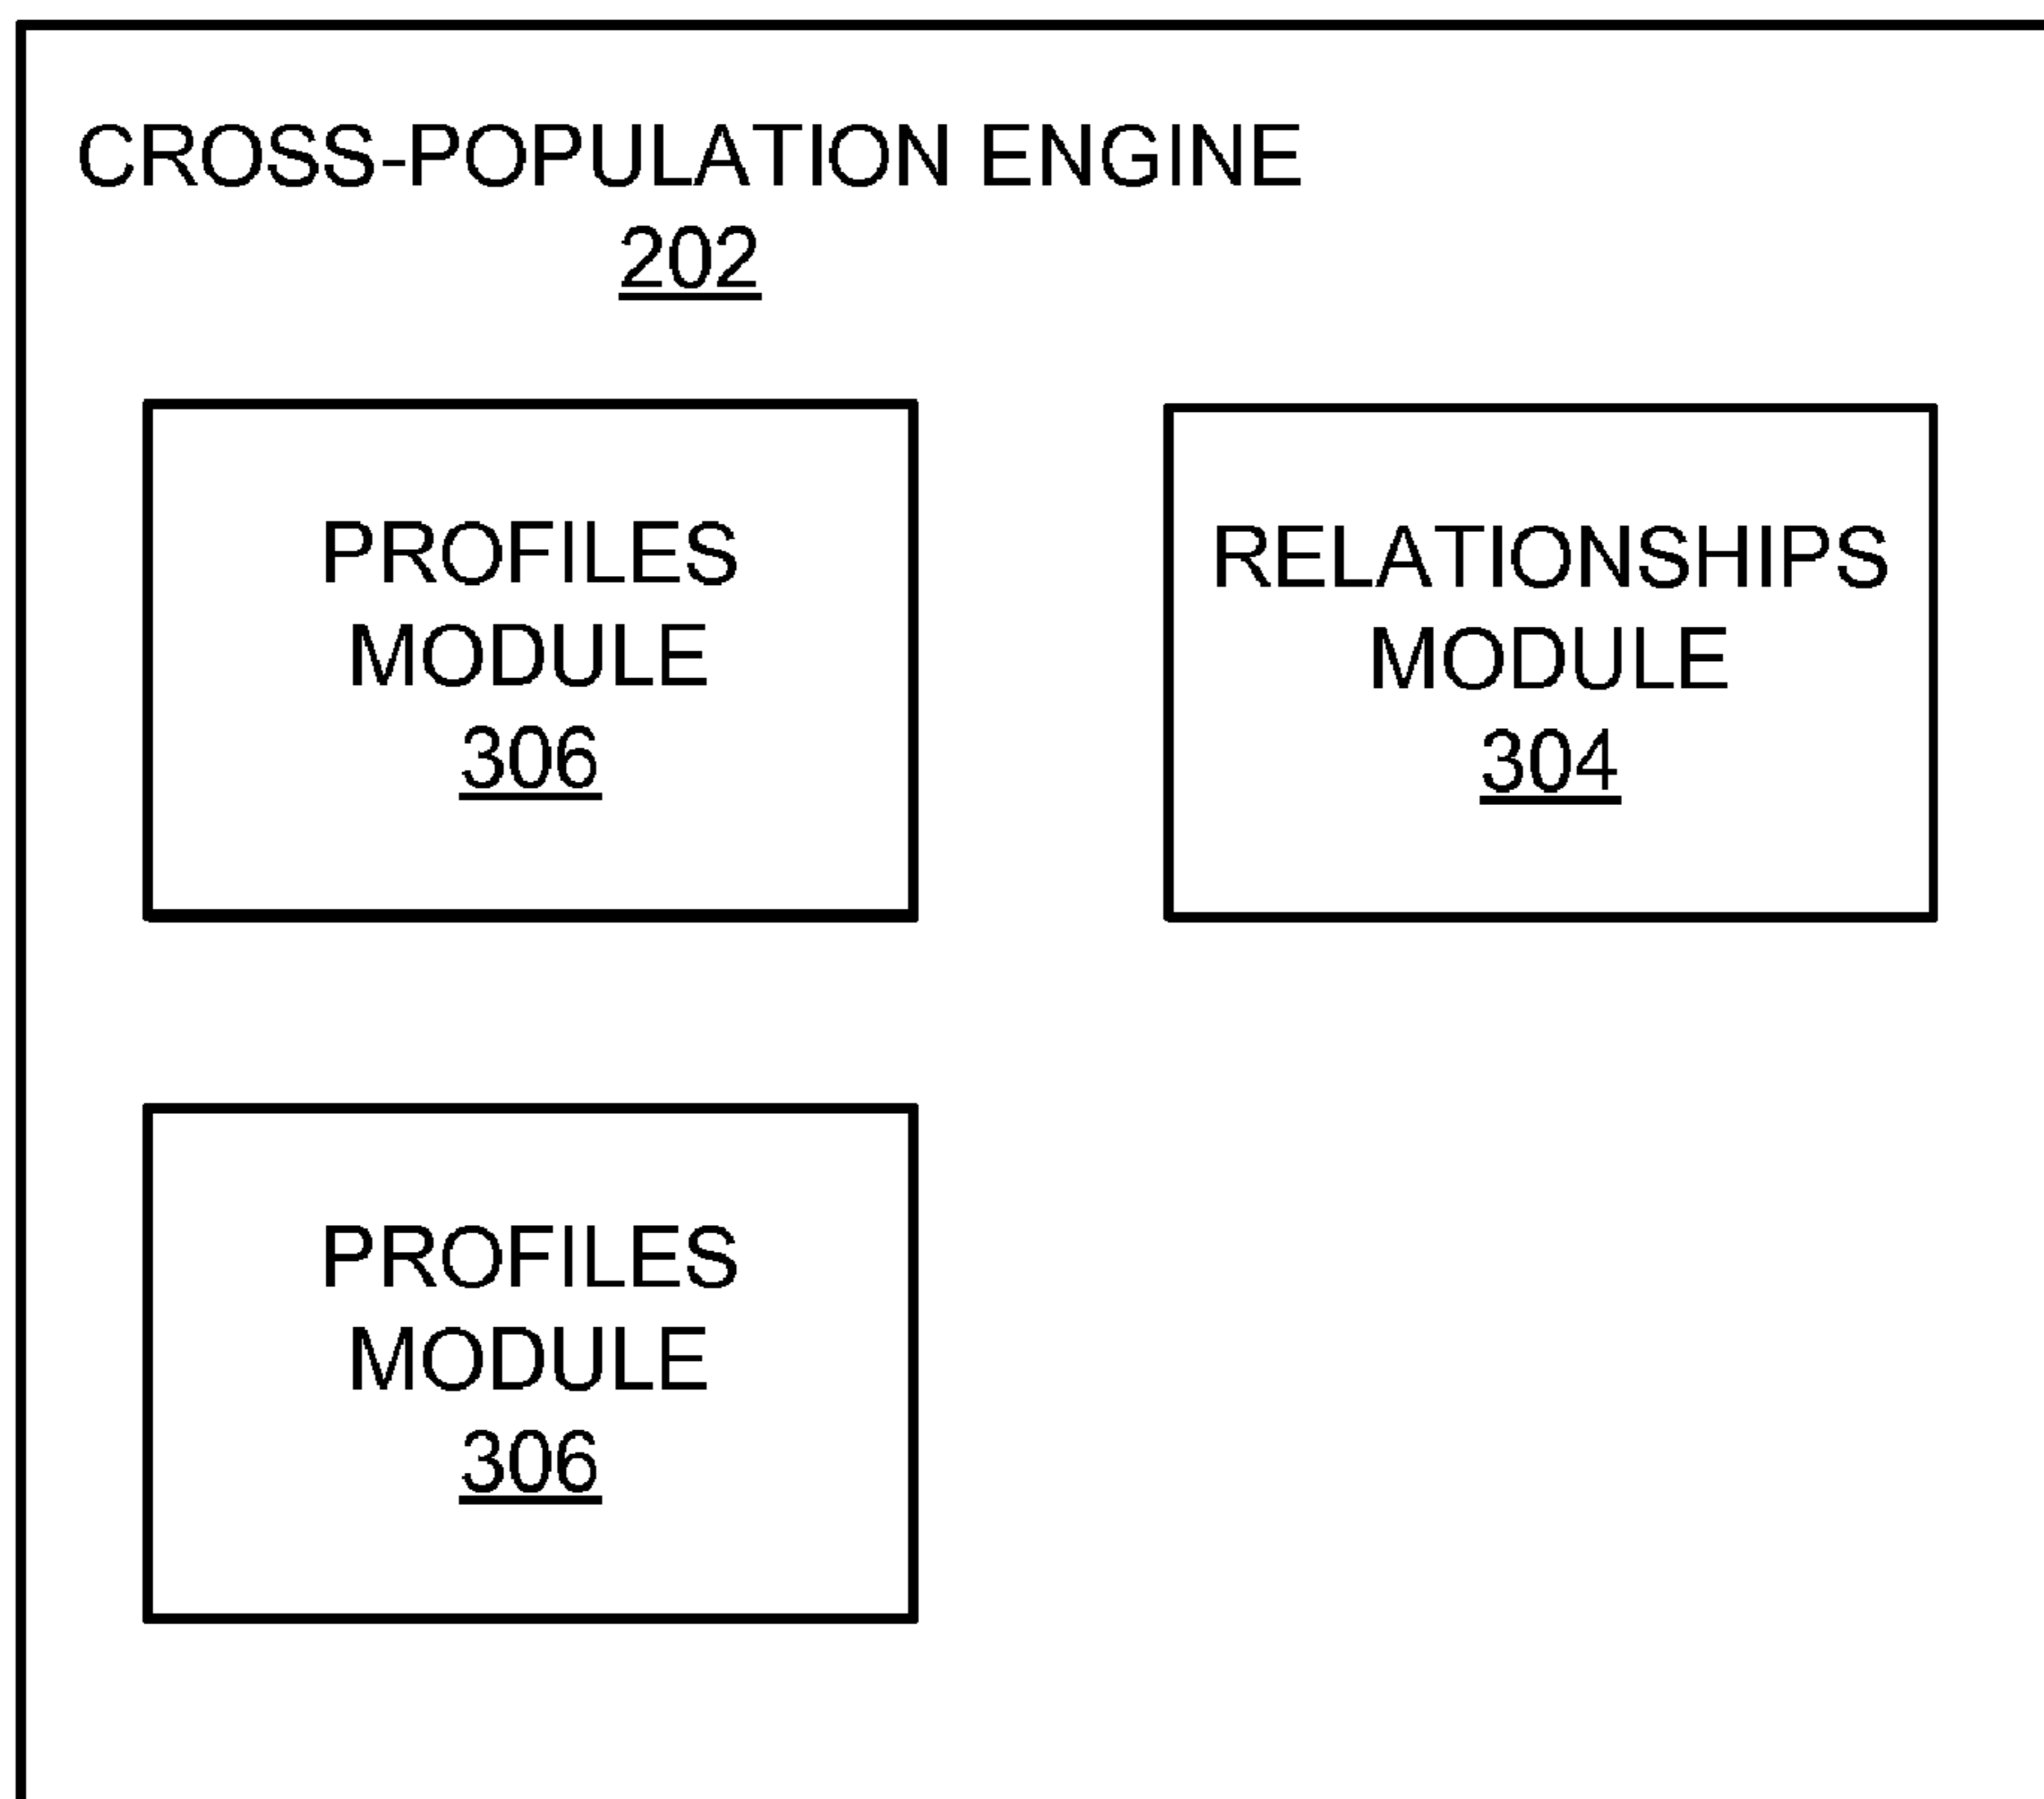 CROSS-POPULATION ENGINE
202
PROFILES
MODULE
306
RELATIONSHIPS
MODULE
304
PROFILES
MODULE
306